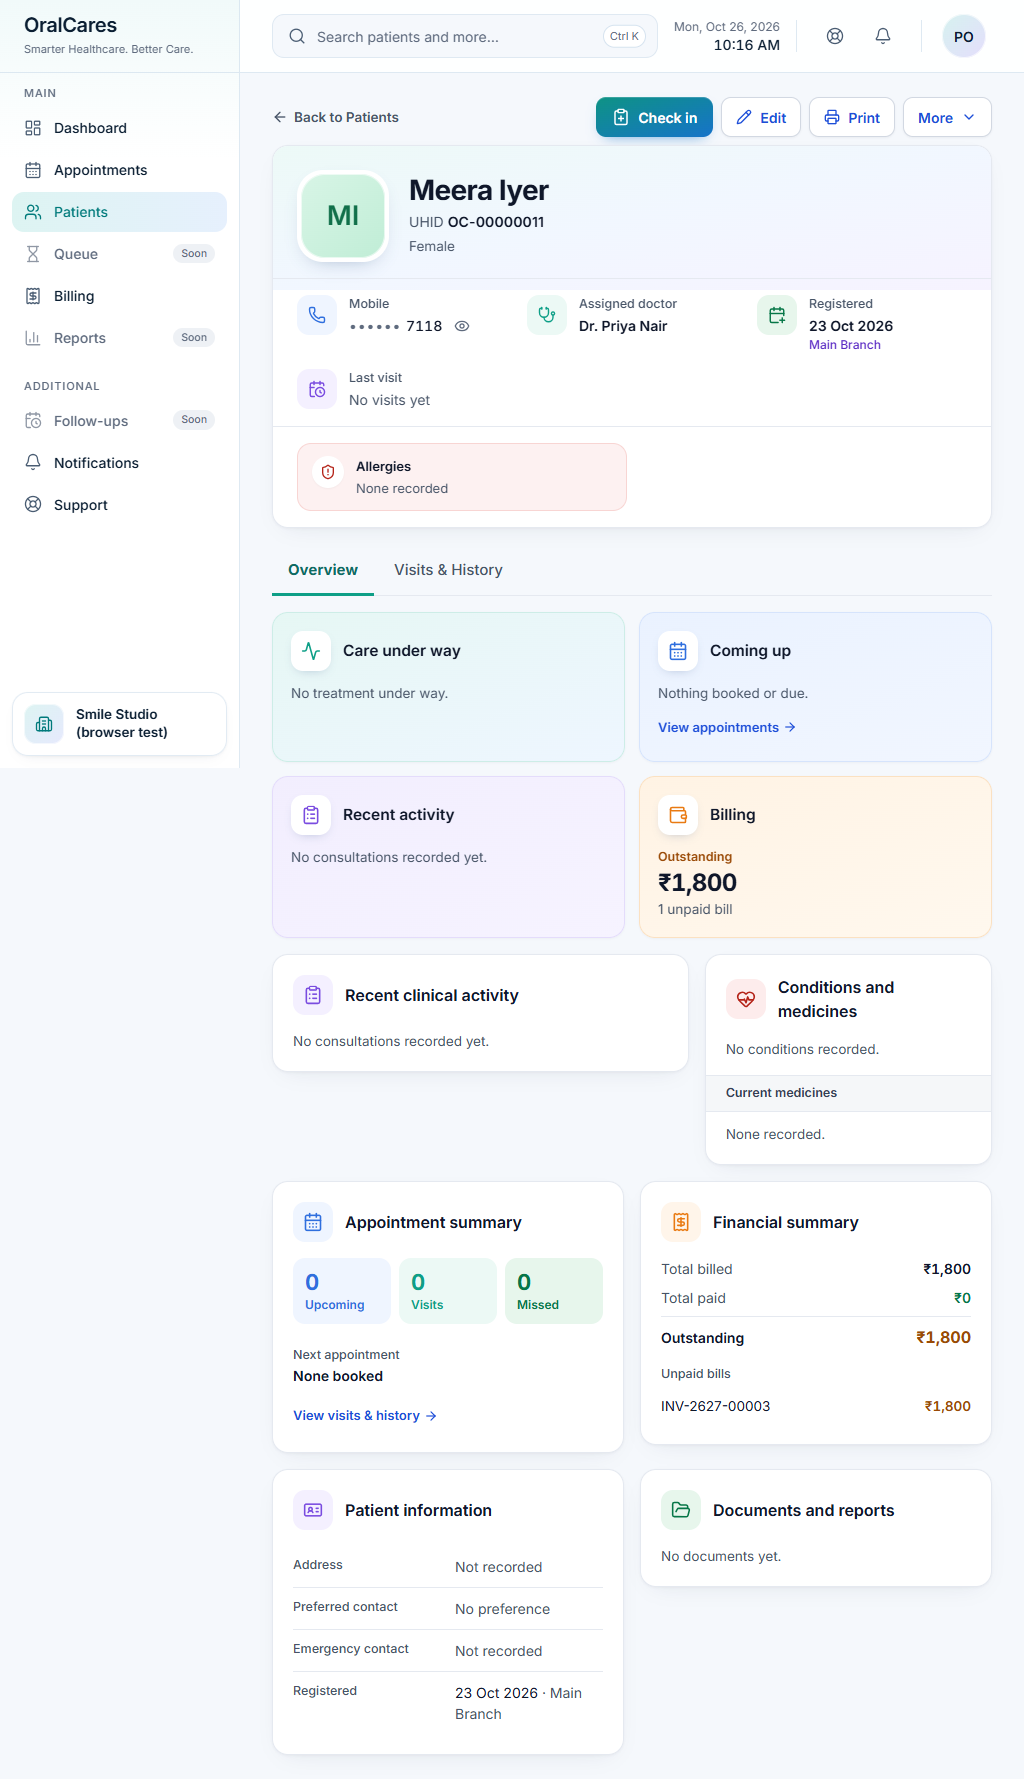 OralCares
Smarter Healthcare. Better Care.
Search patients and more...
Ctrl K
Mon, Oct 26, 2026
10:16 AM
PO
MAIN
Dashboard
Appointments
Patients
Queue
Soon
Billing
Reports
Soon
ADDITIONAL
Follow-ups
Soon
Notifications
Support
Smile Studio
(browser test)
Back to Patients
Check in
Edit
Print
More
MI
Meera Iyer
UHID OC-00000011
Female
Mobile
•••••• 7118
Assigned doctor
Dr. Priya Nair
Registered
23 Oct 2026
Main Branch
Last visit
No visits yet
Allergies
None recorded
Overview
Visits & History
Care under way
No treatment under way.
Coming up
Nothing booked or due.
View appointments →
Recent activity
No consultations recorded yet.
Billing
Outstanding
₹1,800
1 unpaid bill
Recent clinical activity
No consultations recorded yet.
Conditions and
medicines
No conditions recorded.
Current medicines
None recorded.
Appointment summary
0
Upcoming
0
Visits
0
Missed
Next appointment
None booked
View visits & history →
Financial summary
Total billed ₹1,800
Total paid ₹0
Outstanding ₹1,800
Unpaid bills
INV-2627-00003 ₹1,800
Patient information
Address Not recorded
Preferred contact No preference
Emergency contact Not recorded
Registered 23 Oct 2026 · Main
Branch
Documents and reports
No documents yet.